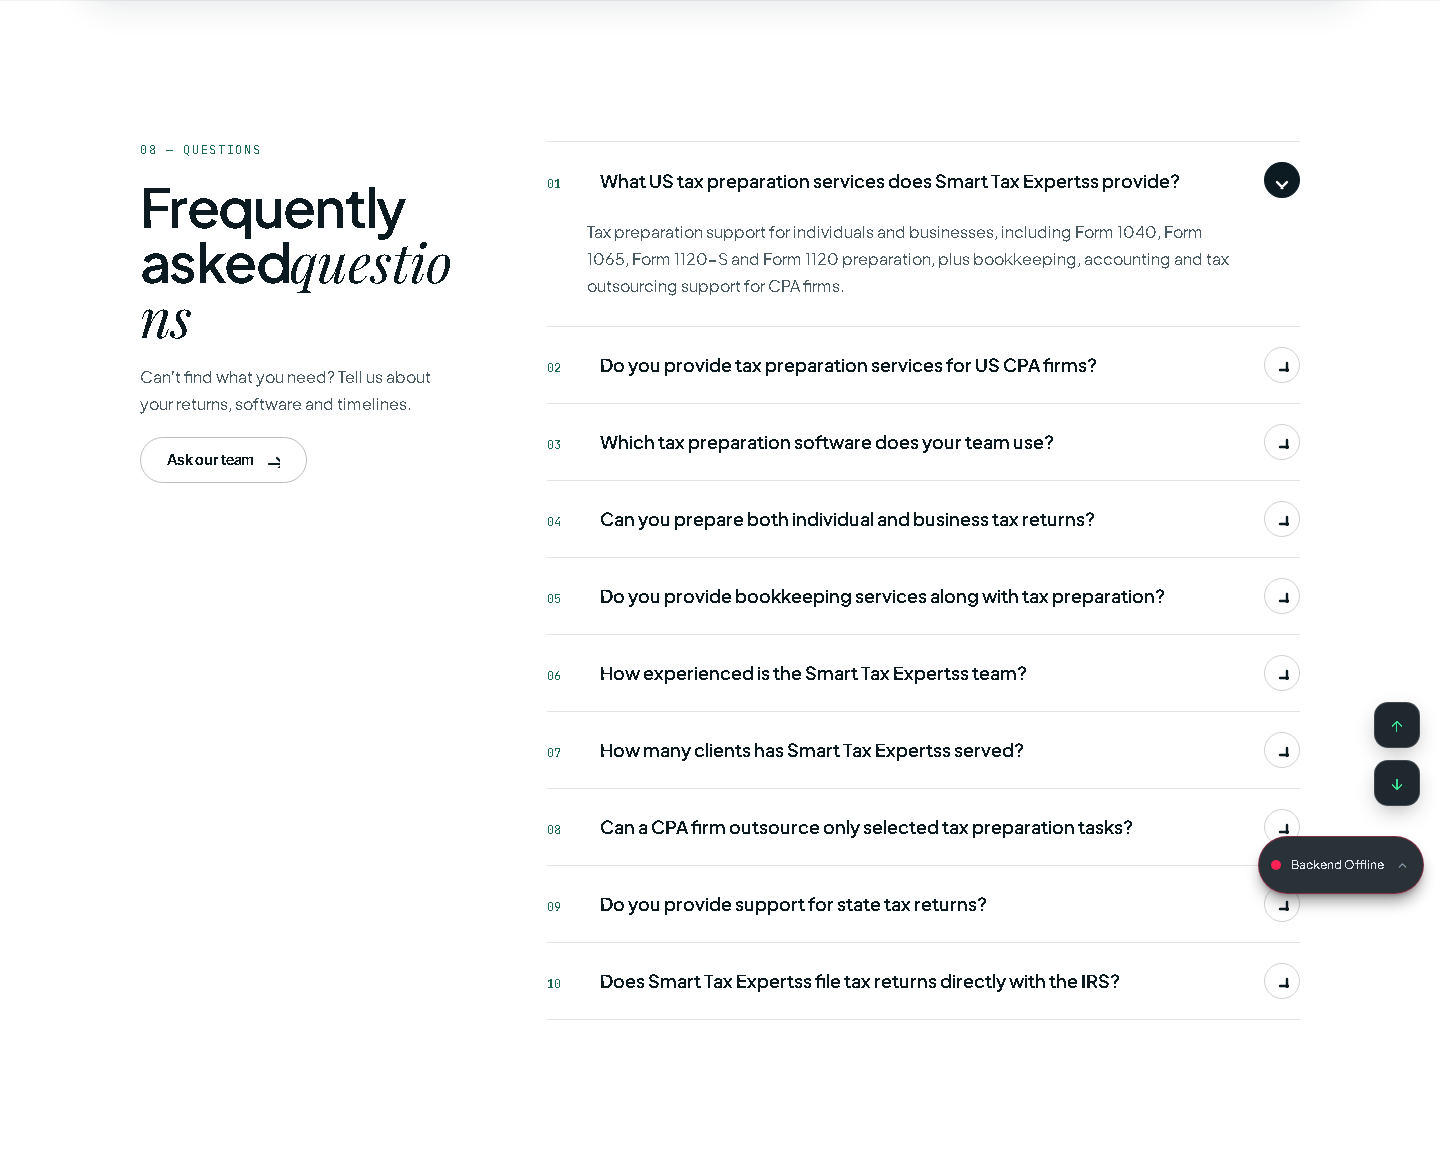 08 — QUESTIONS
Frequently
askedquestio
ns
Can't find what you need? Tell us about
your returns, software and timelines.
Ask our team
01 What US tax preparation services does Smart Tax Expertss provide?
Tax preparation support for individuals and businesses, including Form 1040, Form
1065, Form 1120-S and Form 1120 preparation, plus bookkeeping, accounting and tax
outsourcing support for CPA firms.
02 Do you provide tax preparation services for US CPA firms?
03 Which tax preparation software does your team use?
04 Can you prepare both individual and business tax returns?
05 Do you provide bookkeeping services along with tax preparation?
06 How experienced is the Smart Tax Expertss team?
07 How many clients has Smart Tax Expertss served?
08 Can a CPA firm outsource only selected tax preparation tasks?
Backend Offline
09 Do you provide support for state tax returns?
10 Does Smart Tax Expertss file tax returns directly with the IRS?